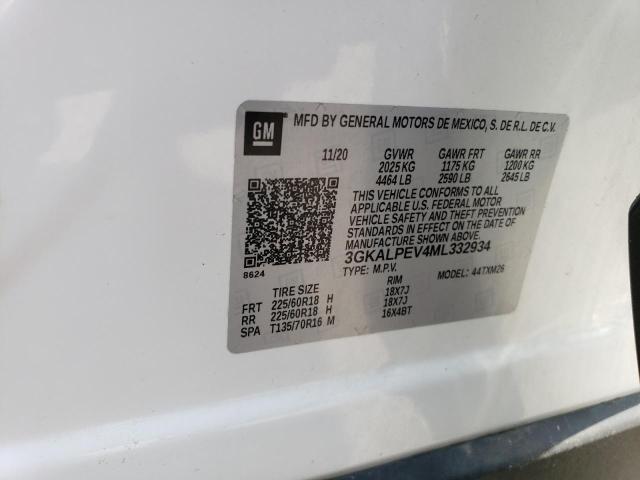 GM
MFD BY GENERAL MOTORS DE MEXICO, S. DE R.L. DE C.V.
11/20 GVWR GAWR FRT GAWR RR
2025 KG 1175 KG 1200 KG
4464 LB 2590 LB 2645 LB
THIS VEHICLE CONFORMS TO ALL
APPLICABLE U.S. FEDERAL MOTOR
VEHICLE SAFETY AND THEFT PREVENTION
STANDARDS IN EFFECT ON THE DATE OF
MANUFACTURE SHOWN ABOVE.
3GKALPEV4ML332934
8624
TYPE: M.P.V. MODEL: 44TXM26
TIRE SIZE RIM
FRT 225/60R18 H 18X7J
RR 225/60R18 H 18X7J
SPA T135/70R16 M 16X4BT